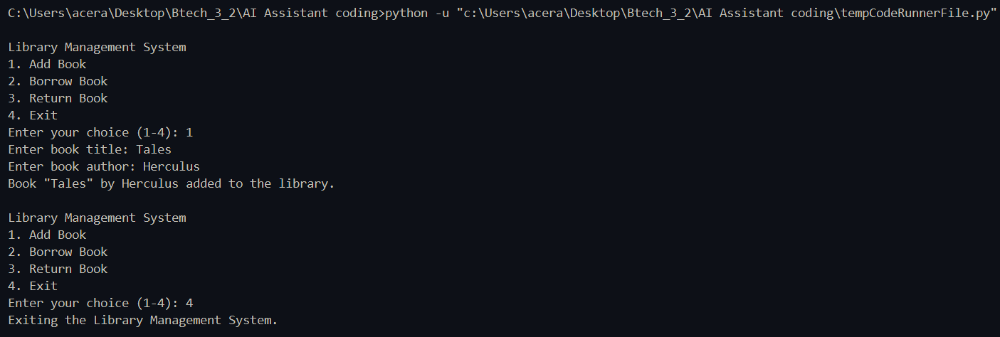 C:\Users\acera\Desktop\Btech_3_2\AI Assistant coding>python -u "c:\Users\acera\Desktop\Btech_3_2\AI Assistant coding\tempCodeRunnerFile.py"
Library Management System
1. Add Book
2. Borrow Book
3. Return Book
4. Exit
Enter your choice (1-4): 1
Enter book title: Tales
Enter book author: Herculus
Book "Tales" by Herculus added to the library.
Library Management System
1. Add Book
2. Borrow Book
3. Return Book
4. Exit
Enter your choice (1-4): 4
Exiting the Library Management System.